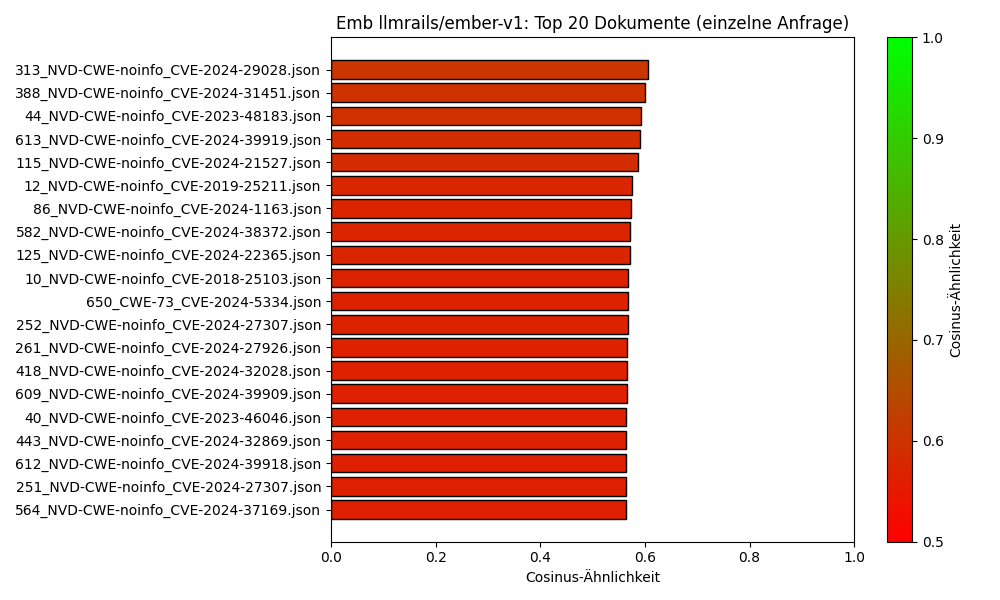 Emb llmrails/ember-v1: Top 20 Dokumente (einzelne Anfrage)
313_NVD-CWE-noinfo_CVE-2024-29028.json
388_NVD-CWE-noinfo_CVE-2024-31451.json
44_NVD-CWE-noinfo_CVE-2023-48183.json
613_NVD-CWE-noinfo_CVE-2024-39919.json
115_NVD-CWE-noinfo_CVE-2024-21527.json
12_NVD-CWE-noinfo_CVE-2019-25211.json
86_NVD-CWE-noinfo_CVE-2024-1163.json
582_NVD-CWE-noinfo_CVE-2024-38372.json
125_NVD-CWE-noinfo_CVE-2024-22365.json
10_NVD-CWE-noinfo_CVE-2018-25103.json
650_CWE-73_CVE-2024-5334.json
252_NVD-CWE-noinfo_CVE-2024-27307.json
261_NVD-CWE-noinfo_CVE-2024-27926.json
418_NVD-CWE-noinfo_CVE-2024-32028.json
609_NVD-CWE-noinfo_CVE-2024-39909.json
40_NVD-CWE-noinfo_CVE-2023-46046.json
443_NVD-CWE-noinfo_CVE-2024-32869.json
612_NVD-CWE-noinfo_CVE-2024-39918.json
251_NVD-CWE-noinfo_CVE-2024-27307.json
564_NVD-CWE-noinfo_CVE-2024-37169.json
0.0 0.2 0.4 0.6 0.8 1.0
Cosinus-Ähnlichkeit
1.0
0.9
0.8
0.7
0.6
0.5
Cosinus-Ähnlichkeit